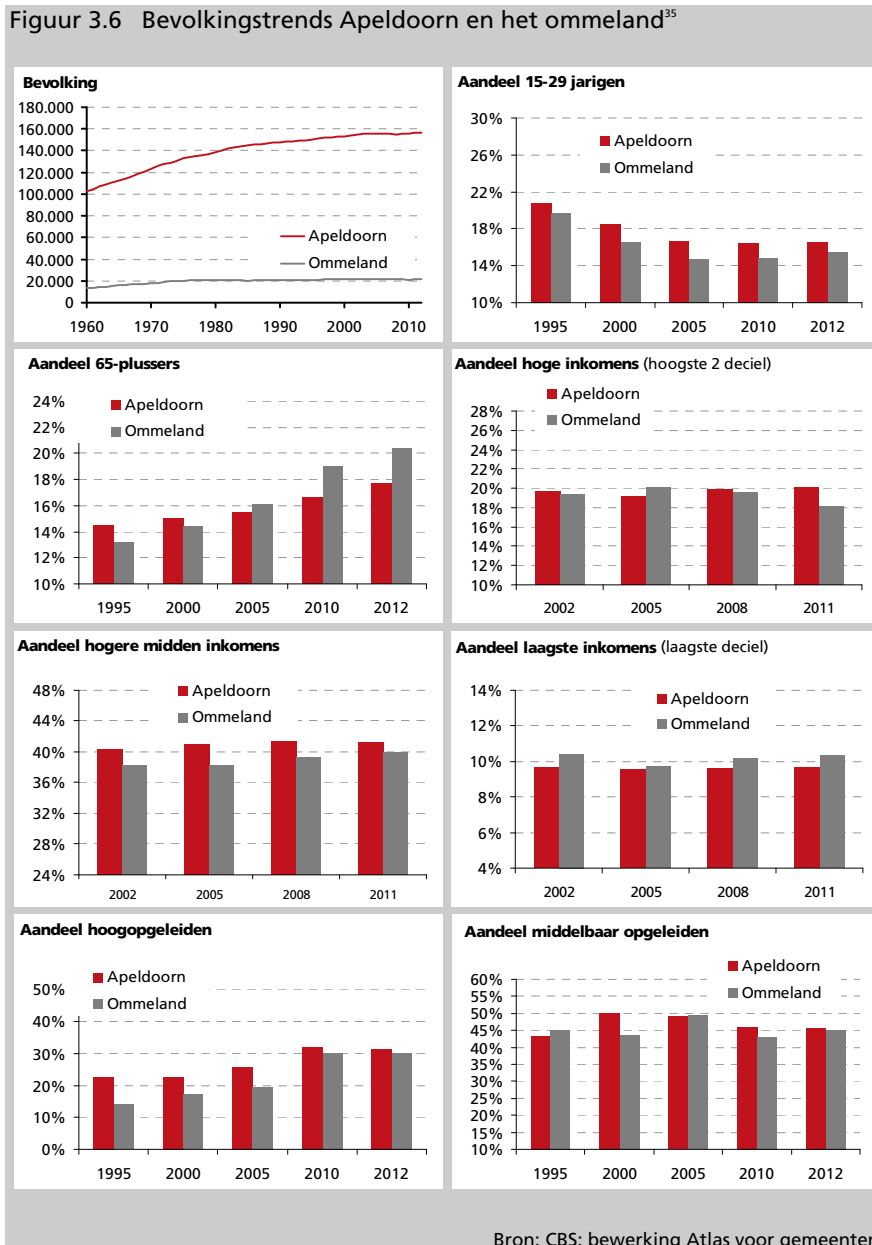 Figuur 3.6 Bevolkingstrends Apeldoorn en het ommeland³⁵
Bevolking
180.000
160.000
140.000
120.000
100.000
80.000
60.000
40.000
20.000
0
Apeldoorn
Ommeland
1960 1970 1980 1990 2000 2010
Aandeel 15-29 jarigen
30%
26%
22%
18%
14%
10%
Apeldoorn
Ommeland
1995 2000 2005 2010 2012
Aandeel 65-plussers
24%
22%
20%
18%
16%
14%
12%
10%
Apeldoorn
Ommeland
1995 2000 2005 2010 2012
Aandeel hoge inkomens (hoogste 2 deciel)
Apeldoorn
Ommeland
28%
26%
24%
22%
20%
18%
16%
14%
12%
10%
2002 2005 2008 2011
Aandeel hogere midden inkomens
48%
44%
40%
36%
32%
28%
24%
Apeldoorn
Ommeland
2002 2005 2008 2011
Aandeel laagste inkomens (laagste deciel)
14%
12%
10%
8%
6%
4%
Apeldoorn
Ommeland
2002 2005 2008 2011
Aandeel hoogopgeleiden
Apeldoorn
Ommeland
50%
40%
30%
20%
10%
0%
1995 2000 2005 2010 2012
Aandeel middelbaar opgeleiden
Apeldoorn
Ommeland
60%
55%
50%
45%
40%
35%
30%
25%
20%
15%
10%
1995 2000 2005 2010 2012
Bron: CBS; bewerking Atlas voor gemeenten